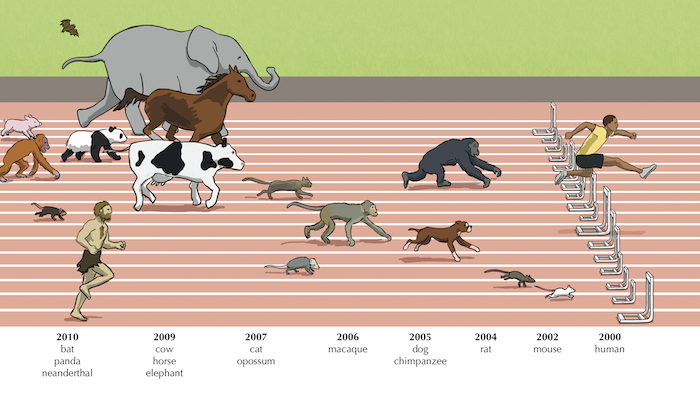 2010
bat
panda
neanderthal
2009
cow
horse
elephant
2007
cat
opossum
2006
macaque
2005
dog
chimpanzee
2004
rat
2002
mouse
2000
human